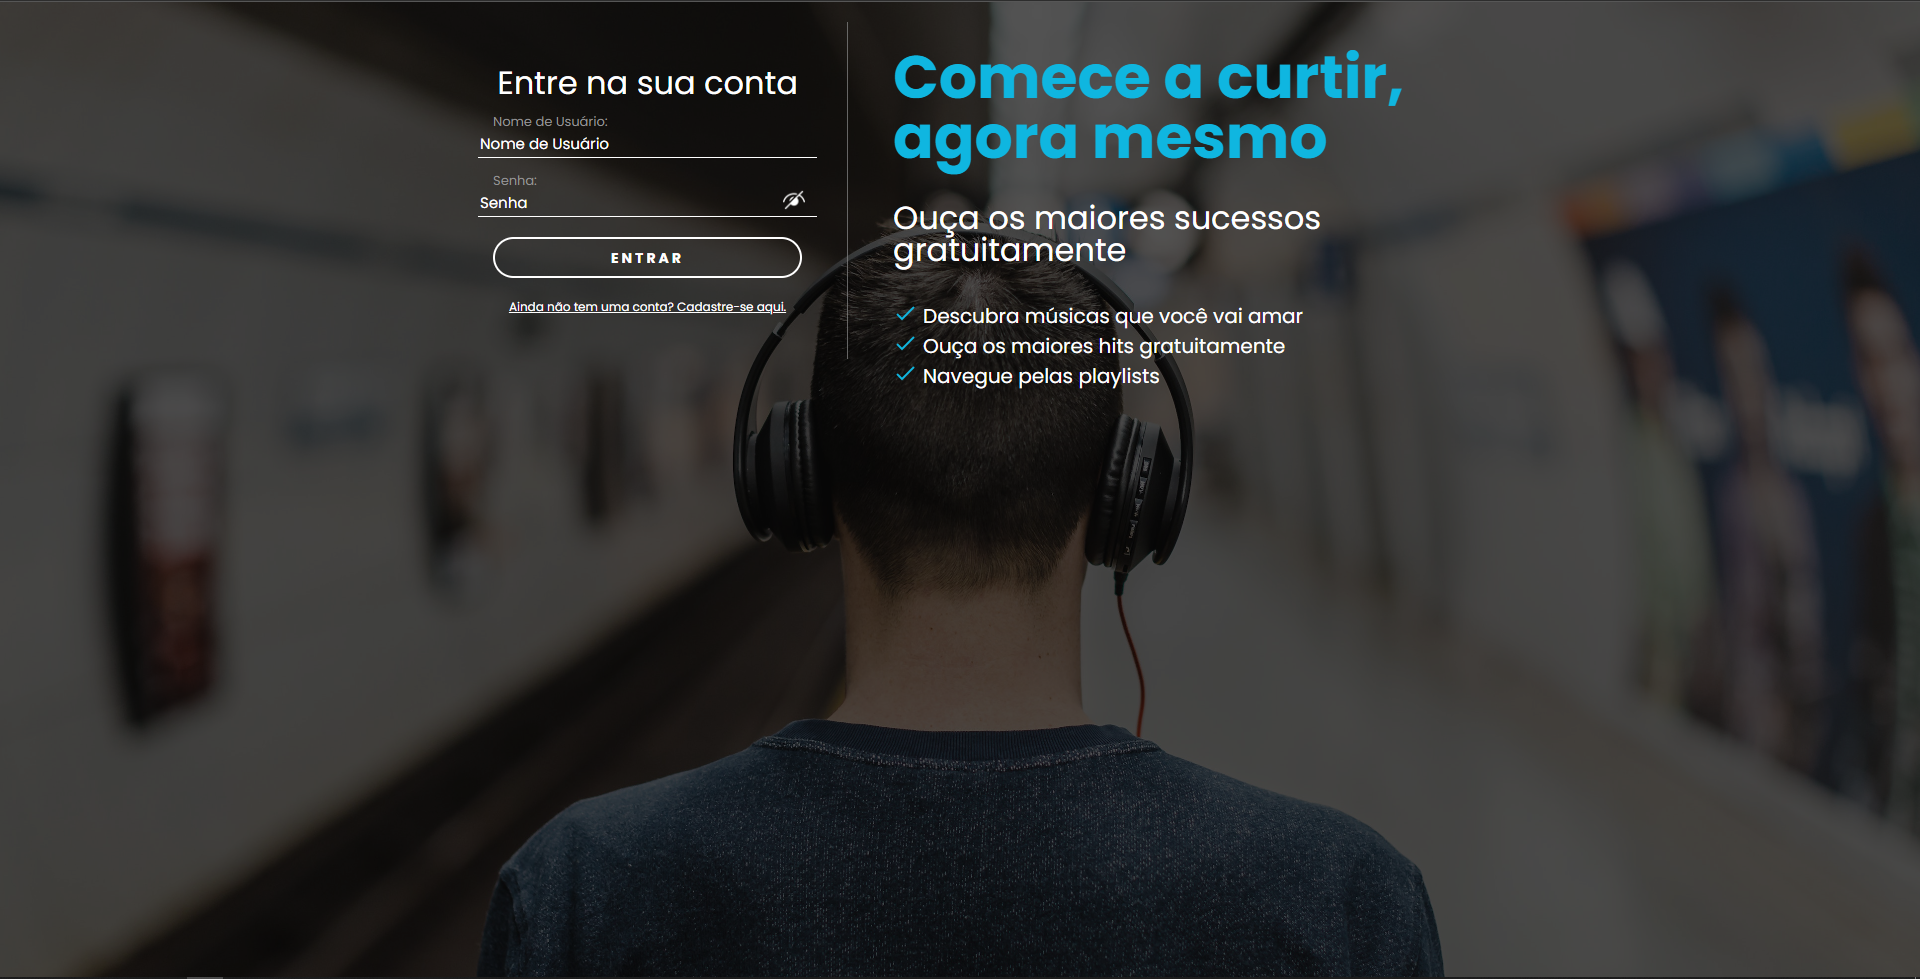 Entre na sua conta
Nome de Usuário:
Nome de Usuário
Senha:
Senha
ENTRAR
Ainda não tem uma conta? Cadastre-se aqui.
Comece a curtir,
agora mesmo
Ouça os maiores sucessos
gratuitamente
Descubra músicas que você vai amar
Ouça os maiores hits gratuitamente
Navegue pelas playlists